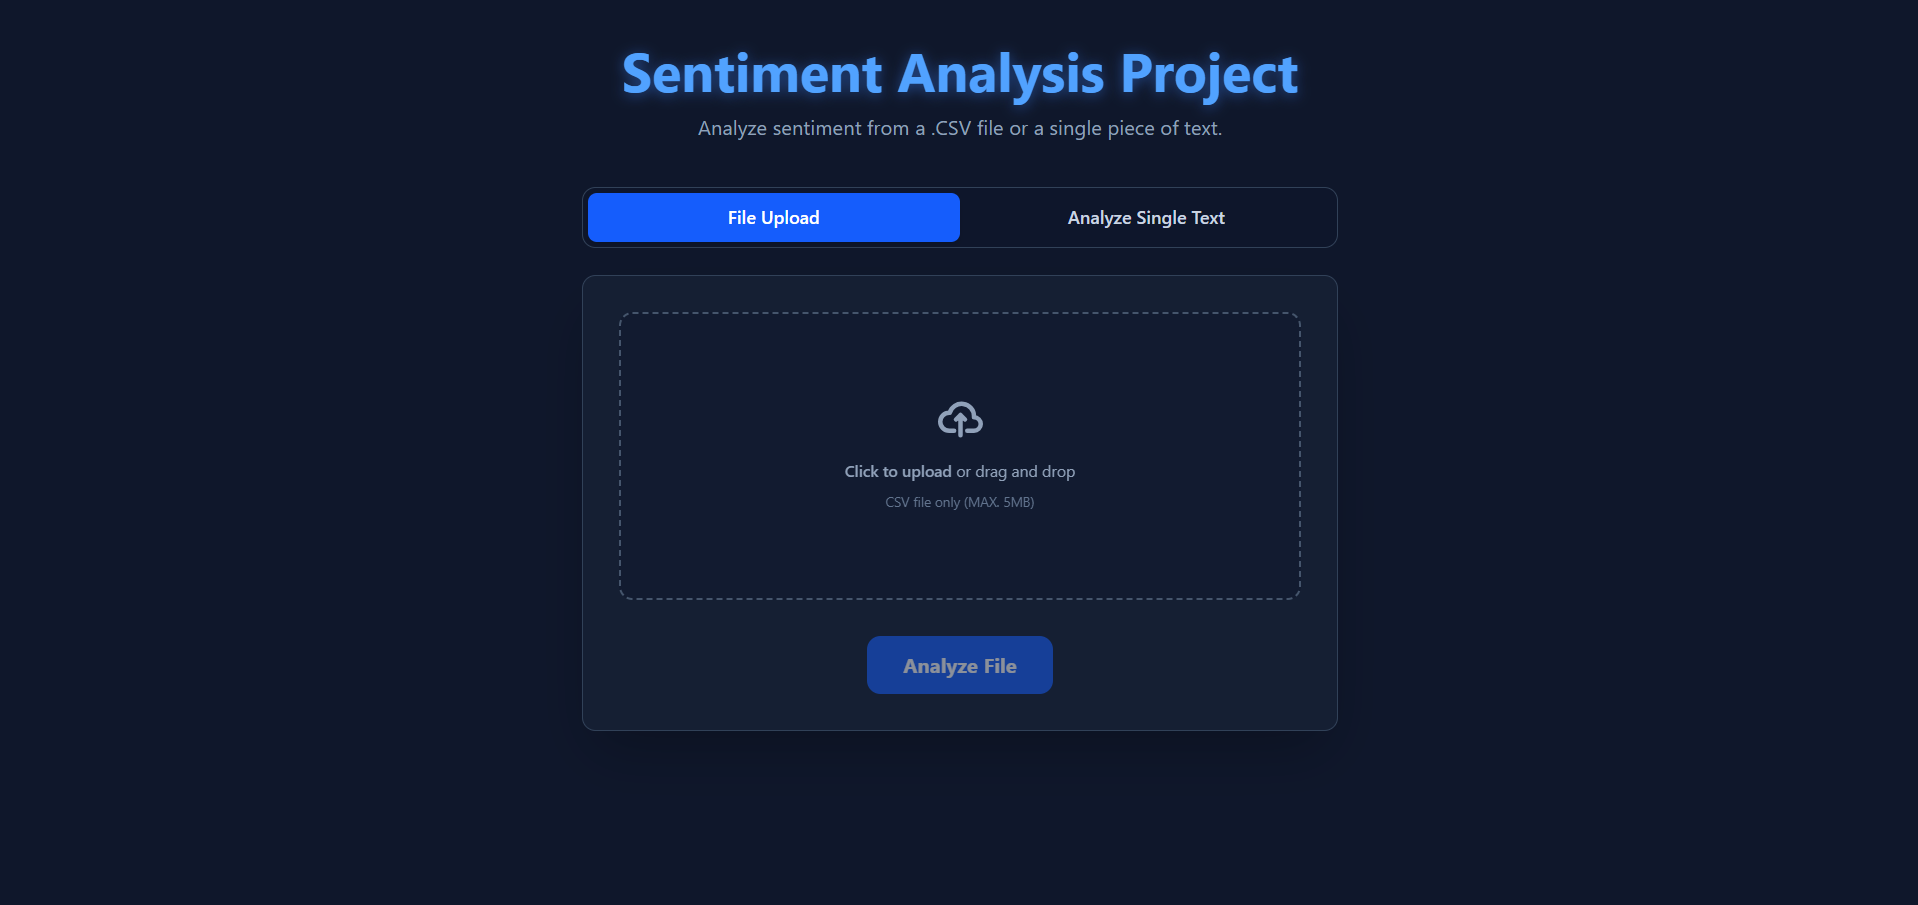 Sentiment Analysis Project
Analyze sentiment from a .CSV file or a single piece of text.
File Upload
Analyze Single Text
Click to upload or drag and drop
CSV file only (MAX. 5MB)
Analyze File